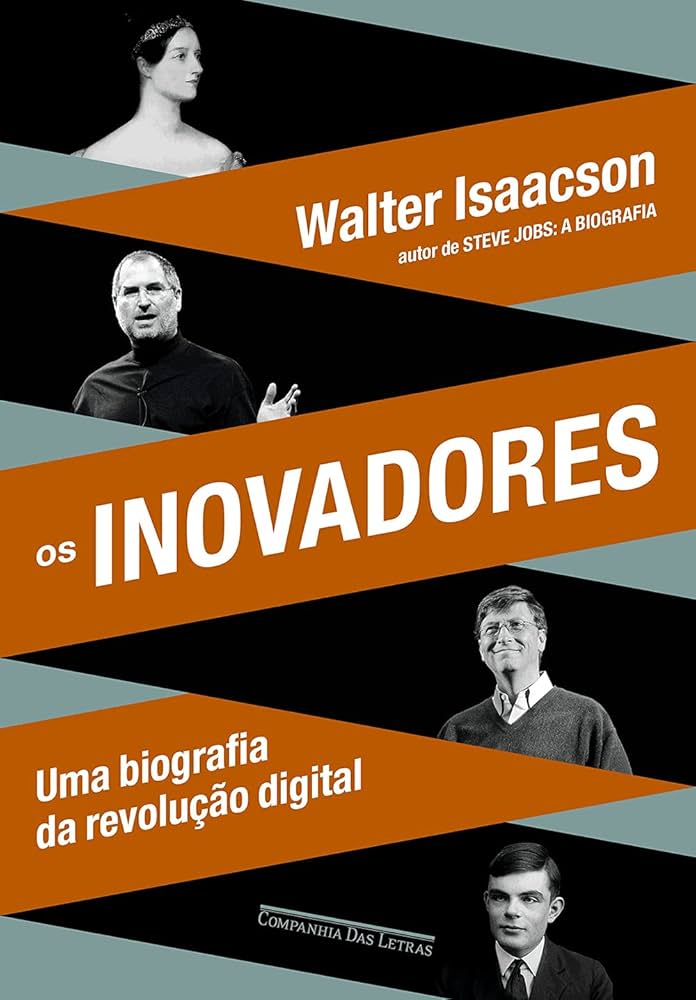 Walter Isaacson
autor de STEVE JOBS: A BIOGRAFIA
os INOVADORES
Uma biografia
da revolução digital
COMPANHIA DAS LETRAS